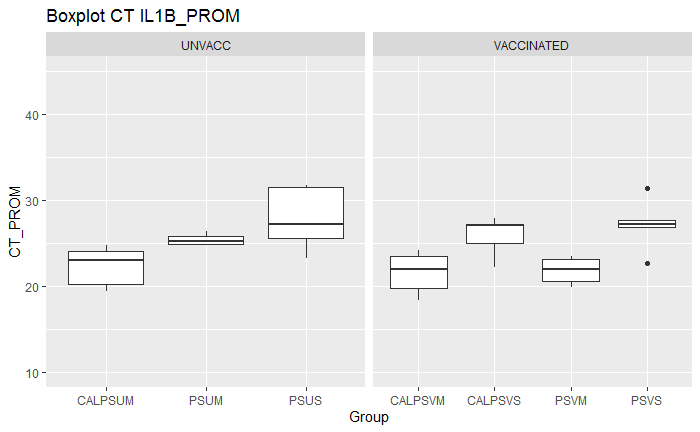 Boxplot CT IL1B_PROM
UNVACC
VACCINATED
CT_PROM
40
30
20
10
CALPSUM
PSUM
PSUS
CALPSVM
CALPSVS
PSVM
PSVS
Group